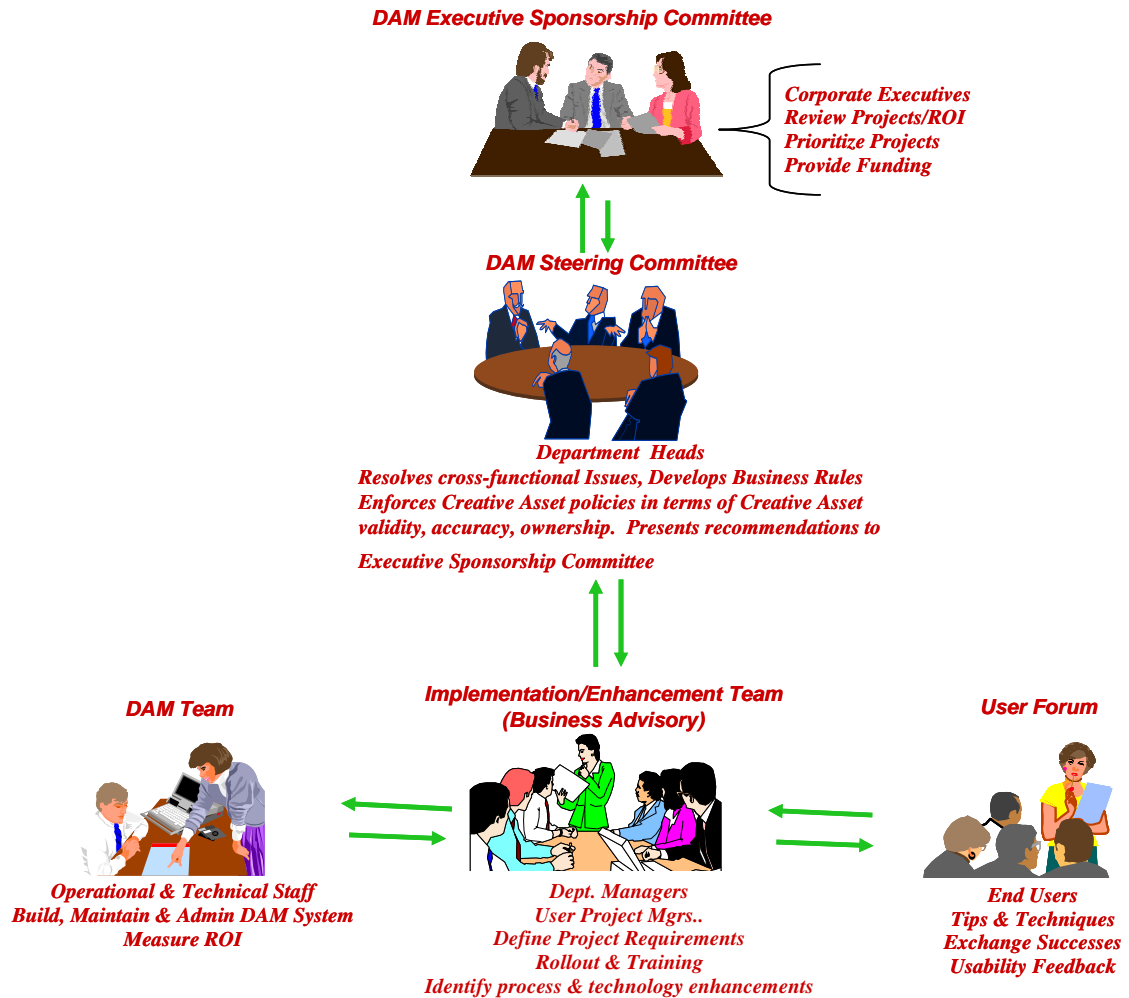 DAM Executive Sponsorship Committee
Corporate Executives
Review Projects/ROI
Prioritize Projects
Provide Funding
DAM Steering Committee
Department  Heads
Resolves cross-functional Issues, Develops Business Rules
Enforces Creative Asset policies in terms of Creative Asset
validity, accuracy, ownership.  Presents recommendations to
Executive Sponsorship Committee
DAM Team
Operational & Technical Staff
Build, Maintain & Admin DAM System
Measure ROI
Implementation/Enhancement Team
(Business Advisory)
Dept. Managers
User Project Mgrs..
Define Project Requirements
Rollout & Training
Identify process & technology enhancements
User Forum
End Users
Tips & Techniques
Exchange Successes
Usability Feedback